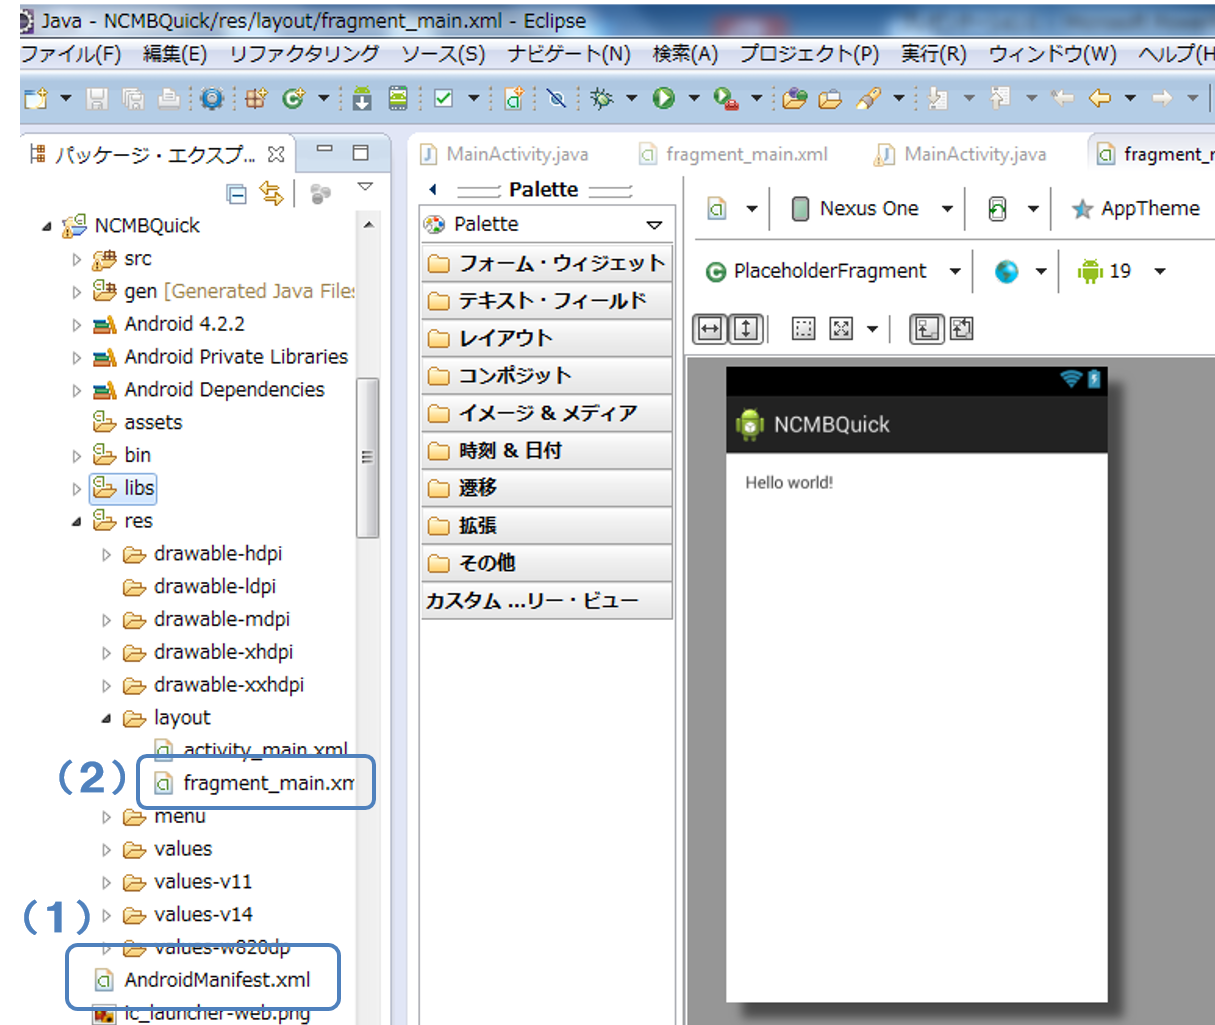 Java - NCMBQuick/res/layout/fragment_main.xml - Eclipse
ファイル(F) 編集(E) リファクタリング ソース(S) ナビゲート(N) 検索(A) プロジェクト(P) 実行(R) ウィンドウ(W) ヘルプ(H
パッケージ・エクスプ...
NCMBQuick
src
gen [Generated Java Files
Android 4.2.2
Android Private Libraries
Android Dependencies
assets
bin
libs
res
drawable-hdpi
drawable-ldpi
drawable-mdpi
drawable-xhdpi
drawable-xxhdpi
layout
activity_main.xml
(2) fragment_main.xm
menu
values
values-v11
(1) values-v14
values-w820dp
AndroidManifest.xml
ic_launcher-web.png
MainActivity.java fragment_main.xml MainActivity.java fragment_
Palette
Palette
フォーム・ウィジェット
テキスト・フィールド
レイアウト
コンポジット
イメージ & メディア
時刻 & 日付
遷移
拡張
その他
カスタム ...リー・ビュー
Nexus One AppTheme
PlaceholderFragment 19
NCMBQuick
Hello world!